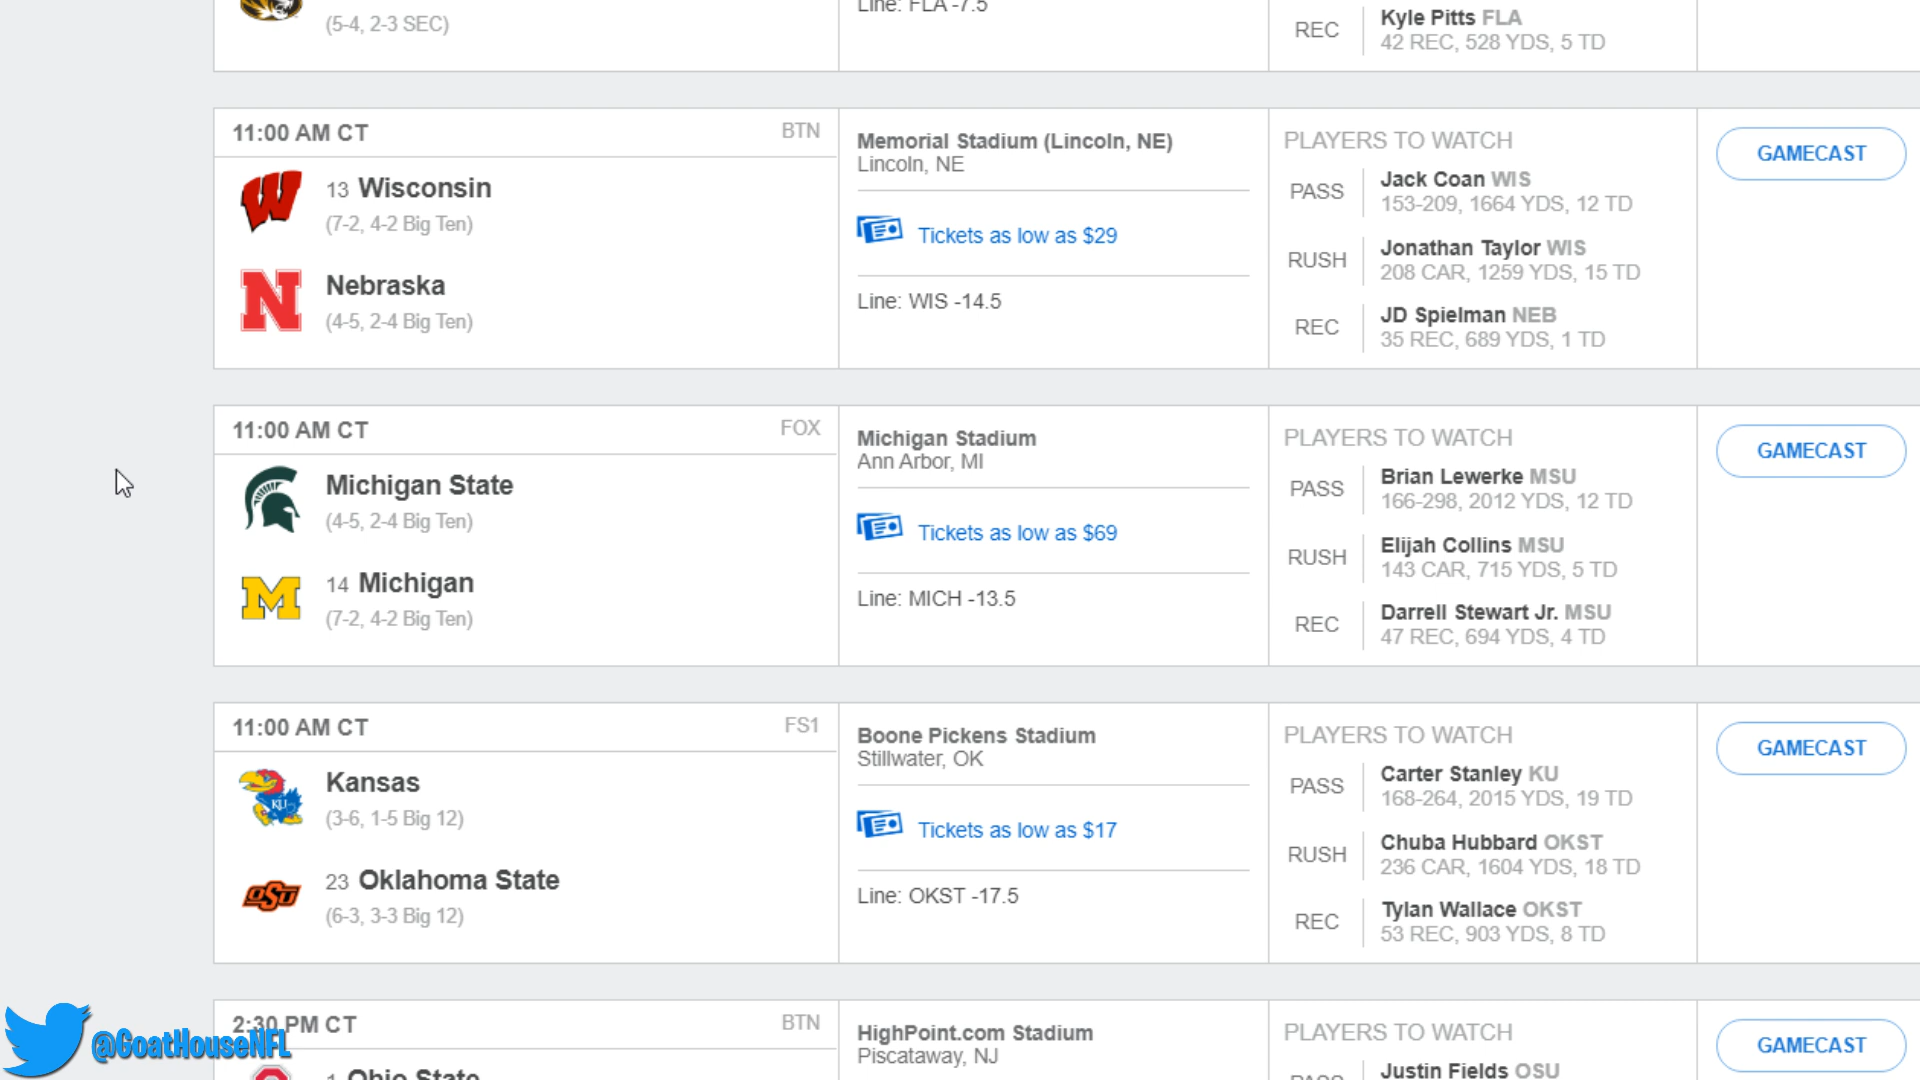 (5-4, 2-3 SEC)
Line: FLA -7.5
REC
Kyle Pitts FLA
42 REC, 528 YDS, 5 TD
11:00 AM CT
BTN
13 Wisconsin
(7-2, 4-2 Big Ten)
Nebraska
(4-5, 2-4 Big Ten)
Memorial Stadium (Lincoln, NE)
Lincoln, NE
Tickets as low as $29
Line: WIS -14.5
PLAYERS TO WATCH
PASS
Jack Coan WIS
153-209, 1664 YDS, 12 TD
RUSH
Jonathan Taylor WIS
208 CAR, 1259 YDS, 15 TD
REC
JD Spielman NEB
35 REC, 689 YDS, 1 TD
GAMECAST
11:00 AM CT
FOX
Michigan State
(4-5, 2-4 Big Ten)
14 Michigan
(7-2, 4-2 Big Ten)
Michigan Stadium
Ann Arbor, MI
Tickets as low as $69
Line: MICH -13.5
PLAYERS TO WATCH
PASS
Brian Lewerke MSU
166-298, 2012 YDS, 12 TD
RUSH
Elijah Collins MSU
143 CAR, 715 YDS, 5 TD
REC
Darrell Stewart Jr. MSU
47 REC, 694 YDS, 4 TD
GAMECAST
11:00 AM CT
FS1
KU
Kansas
(3-6, 1-5 Big 12)
OSU
23 Oklahoma State
(6-3, 3-3 Big 12)
Boone Pickens Stadium
Stillwater, OK
Tickets as low as $17
Line: OKST -17.5
PLAYERS TO WATCH
PASS
Carter Stanley KU
168-264, 2015 YDS, 19 TD
RUSH
Chuba Hubbard OKST
236 CAR, 1604 YDS, 18 TD
REC
Tylan Wallace OKST
53 REC, 903 YDS, 8 TD
GAMECAST
2:30 PM CT
BTN
1 Ohio State
HighPoint.com Stadium
Piscataway, NJ
PLAYERS TO WATCH
PASS
Justin Fields OSU
GAMECAST
@GoatHouseNFL